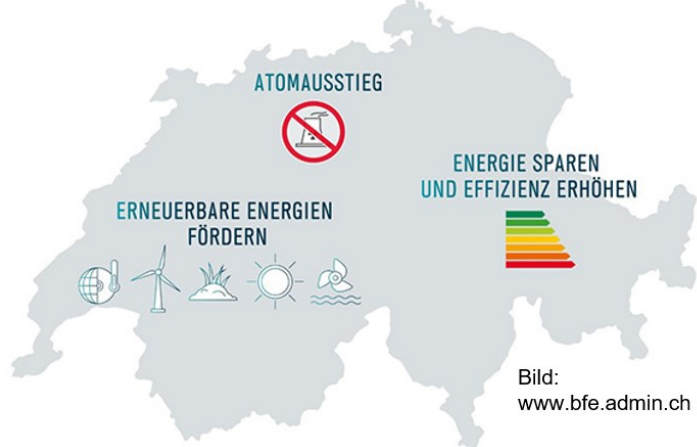 ATOMAUSSTIEG
ENERGIE SPAREN
UND EFFIZIENZ ERHÖHEN
ERNEUERBARE ENERGIEN
FÖRDERN
Bild:
www.bfe.admin.ch